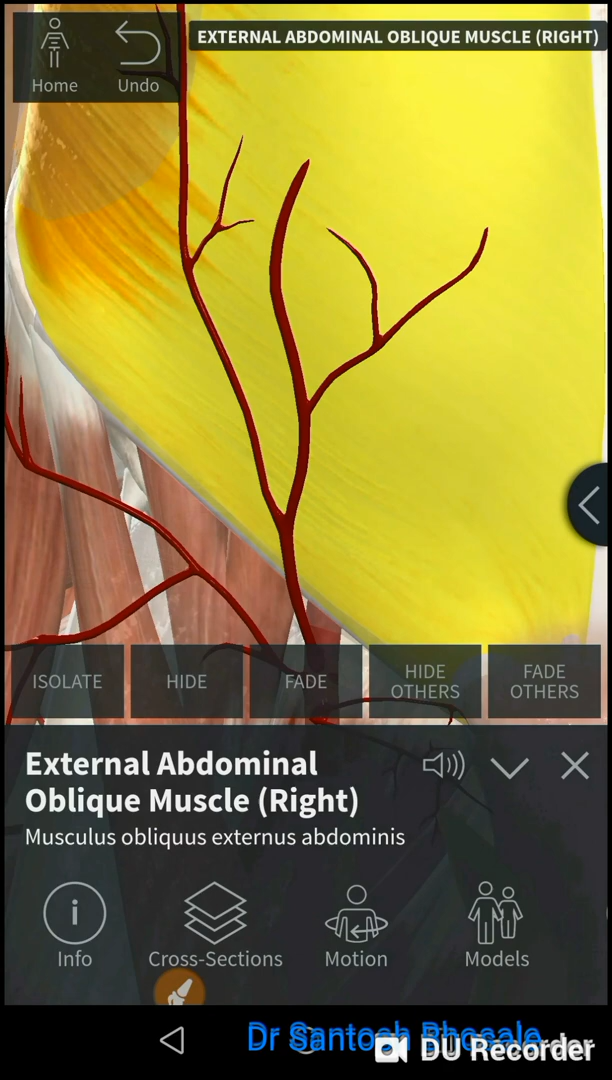 EXTERNAL ABDOMINAL OBLIQUE MUSCLE (RIGHT)
Home
Undo
ISOLATE
HIDE
FADE
HIDE
OTHERS
FADE
OTHERS
External Abdominal
Oblique Muscle (Right)
Musculus obliquus externus abdominis
Info
Cross-Sections
Motion
Models
Dr Santosh Bhosale
DU Recorder